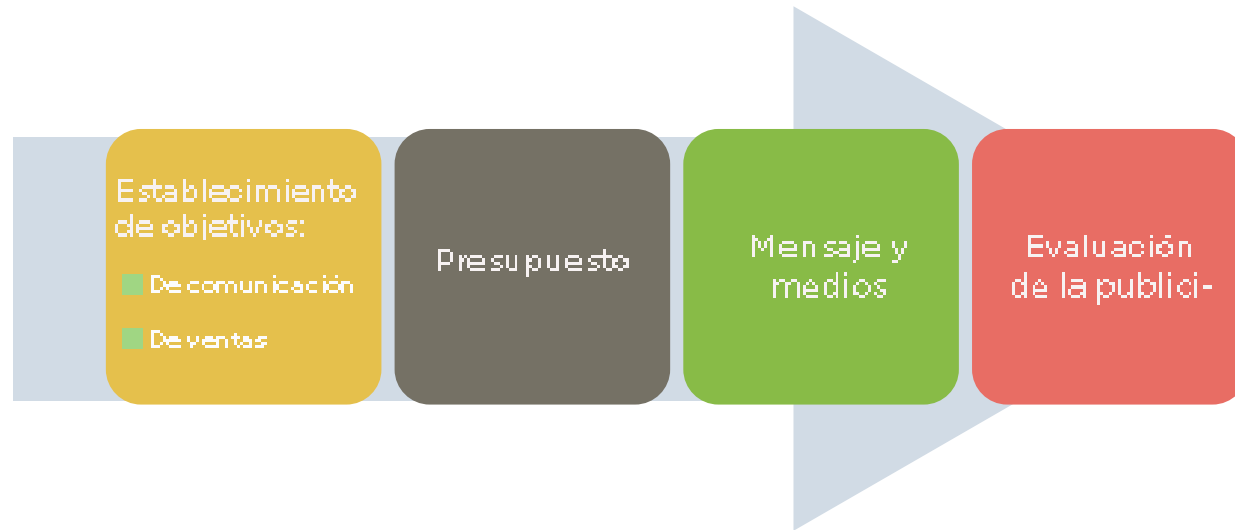 Establecimiento
de objetivos:
De comunicación
De ventas
Presupuesto
Mensaje y
medios
Evaluación
de la publici-